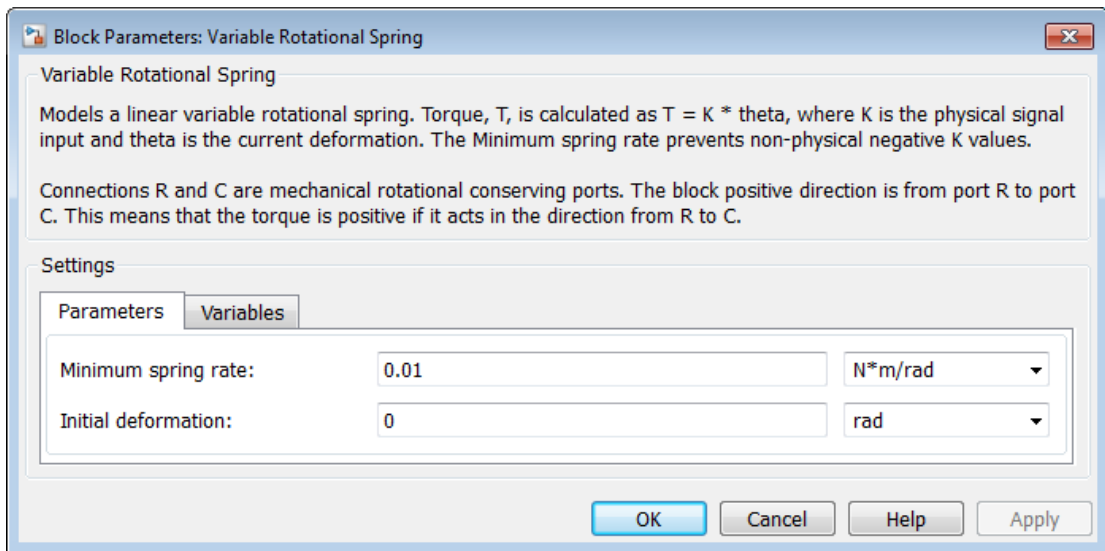 Block Parameters: Variable Rotational Spring
Variable Rotational Spring
Models a linear variable rotational spring. Torque, T, is calculated as T = K * theta, where K is the physical signal
input and theta is the current deformation. The Minimum spring rate prevents non-physical negative K values.
Connections R and C are mechanical rotational conserving ports. The block positive direction is from port R to port
C. This means that the torque is positive if it acts in the direction from R to C.
Settings
Parameters Variables
Minimum spring rate: 0.01 N*m/rad
Initial deformation: 0 rad
OK Cancel Help Apply